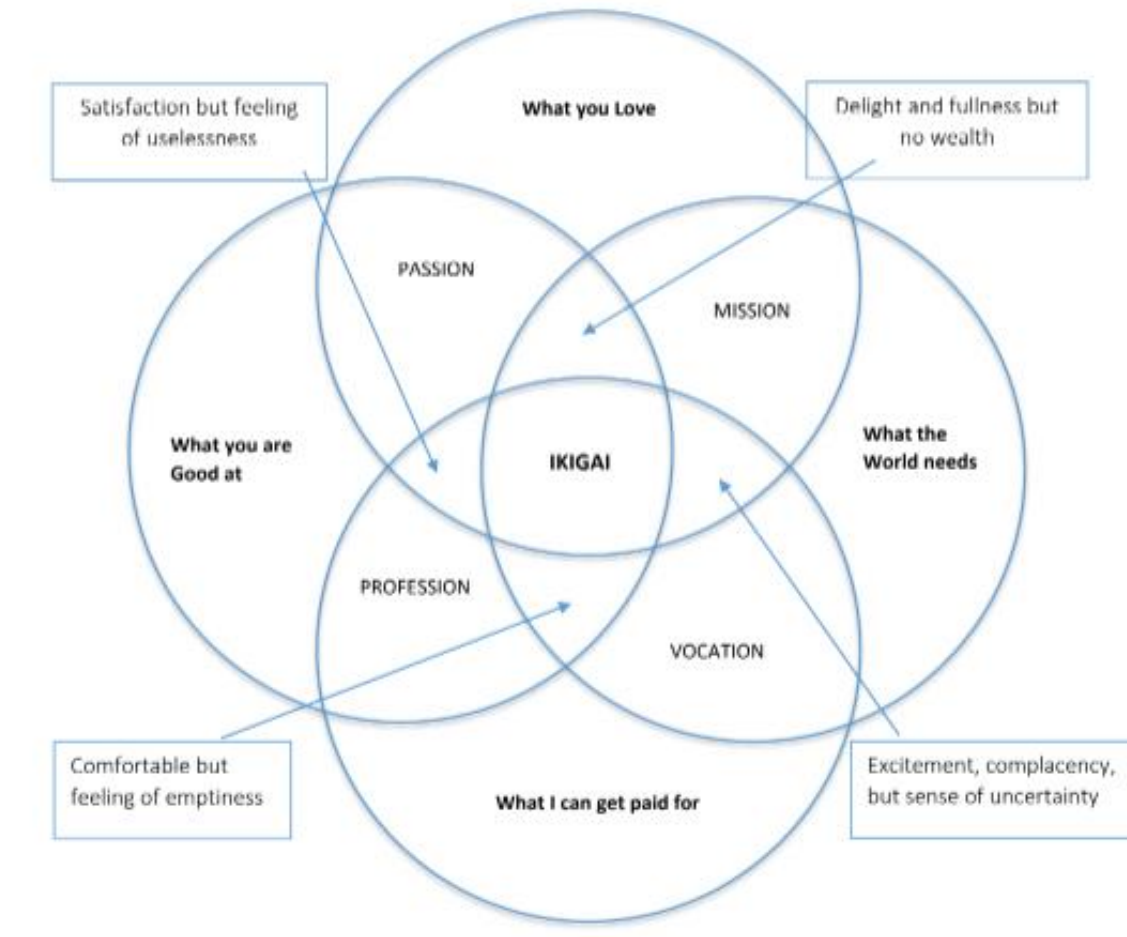 What you Love
Satisfaction but feeling
of uselessness
Delight and fullness but
no wealth
PASSION
MISSION
What you are
Good at
IKIGAI
What the
World needs
PROFESSION
VOCATION
Comfortable but
feeling of emptiness
Excitement, complacency,
but sense of uncertainty
What I can get paid for